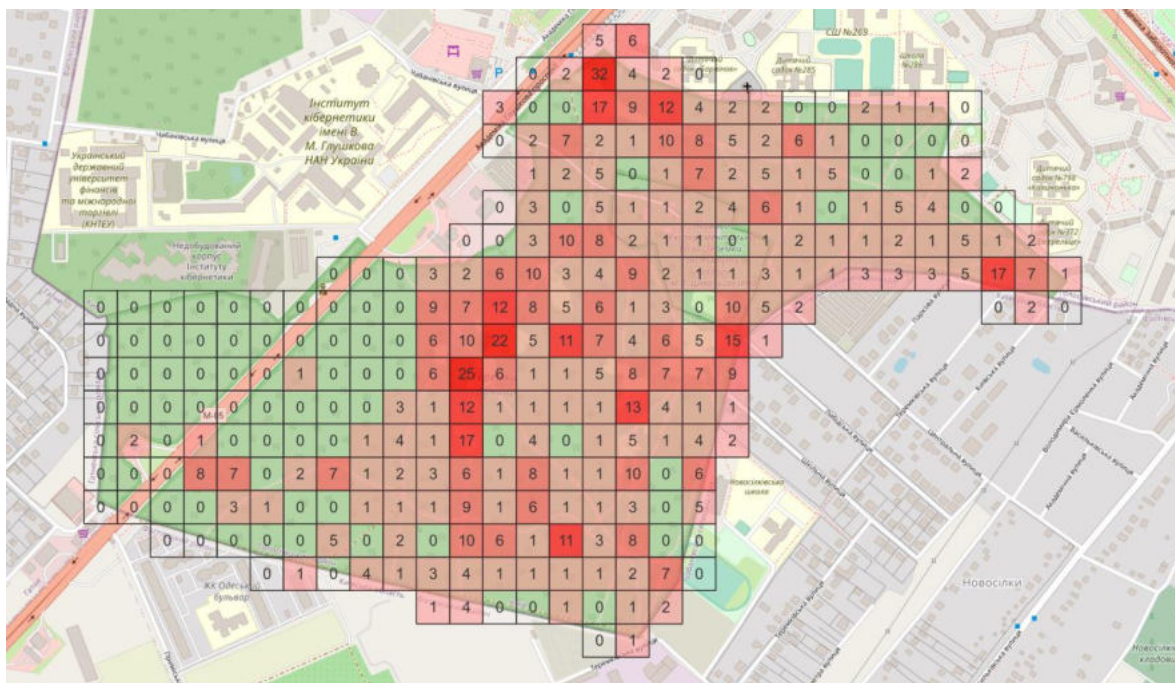 СШ №269
5 6
0 2 32 4 2 0
садок №285
школа
№286
Чабанівська вулиця
P
Інститут
кібернетики
імені В.
М. Глушкова
НАН України
3 0 0 17 9 12 4 2 2 0 0 2 1 1 0
Чабанівська вулиця
0 2 7 2 1 10 8 5 2 6 1 0 0 0 0
Український
державний
університет
фінансів
та міжнародної
торгівлі
(КНТЕУ)
1 2 5 0 1 7 2 5 1 5 0 0 1 2
0 3 0 5 1 1 2 4 6 1 0 1 5 4 0 0
Недобудований
корпус
Інституту
кібернетики
0 0 3 10 8 2 1 1 0 1 2 1 1 2 1 5 1 2
0 0 0 3 2 6 10 3 4 9 2 1 1 3 1 1 3 3 3 5 17 7 1
0 0 0 0 0 0 0 0 0 0 9 7 12 8 5 6 1 3 0 10 5 2 0 2 0
Паркова вулиця
0 0 0 0 0 0 0 0 0 0 6 10 22 5 11 7 4 6 5 15 1
0 0 0 0 0 0 1 0 0 0 6 25 6 1 1 5 8 7 7 9
Київська вулиця
0 0 0 0 0 0 0 0 0 3 1 12 1 1 1 1 13 4 1 1
М-05
Центральна вулиця
Васильківська вулиця
0 2 0 1 0 0 0 0 1 4 1 17 0 4 0 1 5 1 4 2
Шкільна вулиця
0 0 0 8 7 0 2 7 1 2 3 6 1 8 1 1 10 0 6
Новосілківська
школа
0 0 0 0 3 1 0 0 1 1 1 9 1 6 1 1 3 0 5
0 0 0 0 0 5 0 2 0 10 6 1 11 3 8 0 0
0 1 0 4 1 3 4 1 1 1 1 2 7 0
ЖК Одеський
бульвар
Новосілки
1 4 0 0 1 0 1 2
0 1